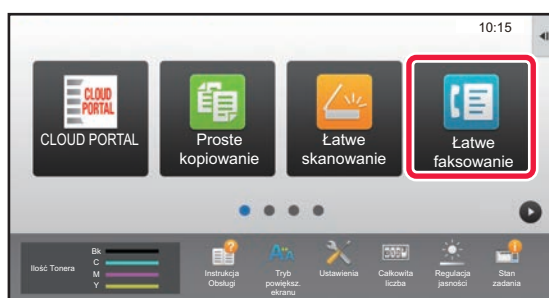 10:15
CLOUD
PORTAL
CLOUD PORTAL
Proste
kopiowanie
Łatwe
skanowanie
Łatwe
faksowanie
Ilość Tonera
Bk
C
M
Y
Instrukcja
Obsługi
Tryb
powiększ.
ekranu
Ustawienia
Całkowita
liczba
Regulacja
jasności
Stan
zadania